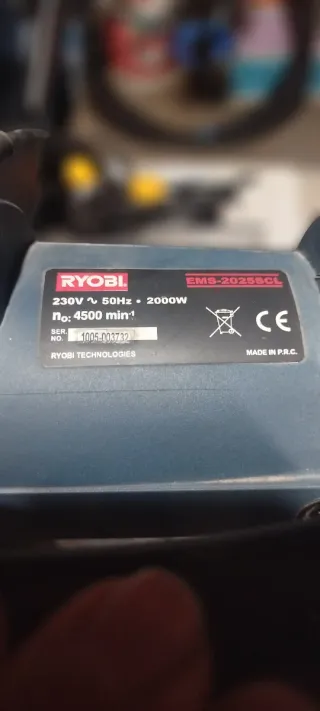 RYOBI.
EMS-2025SCL
230V ∿ 50Hz • 2000W
n₀: 4500 min⁻¹
SER. NO. 1005-003732
RYOBI TECHNOLOGIES
CE
MADE IN P.R.C.